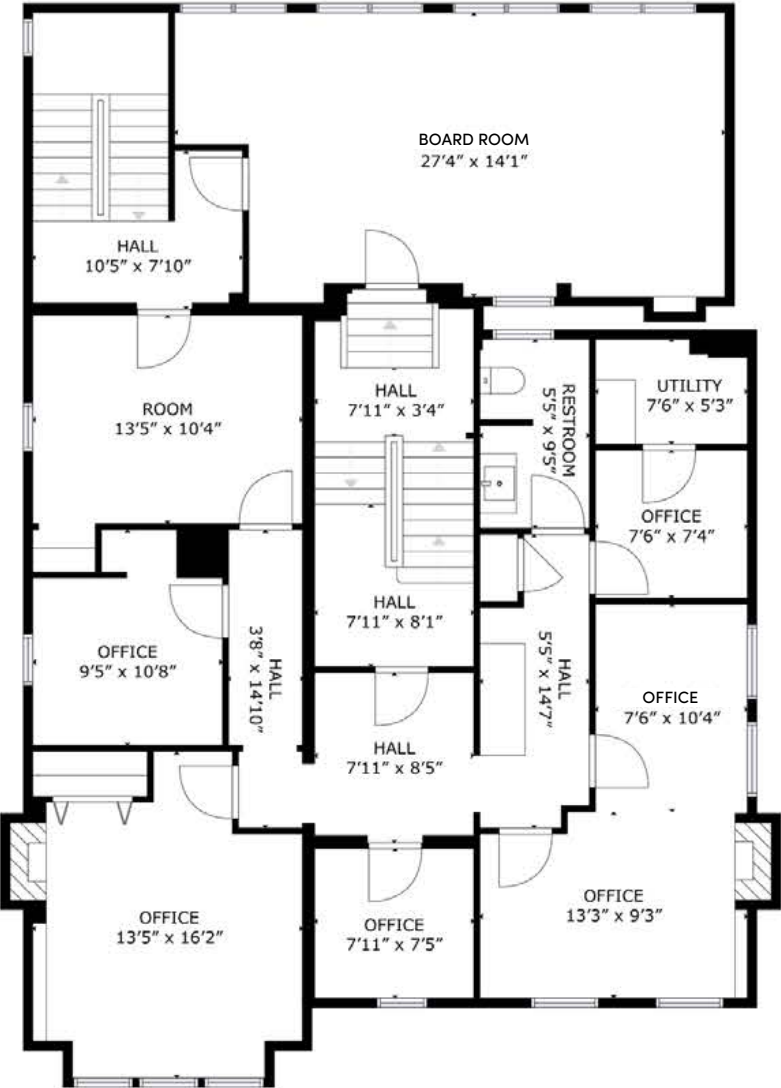 BOARD ROOM
27'4" x 14'1"
HALL
10'5" x 7'10"
ROOM
13'5" x 10'4"
HALL
7'11" x 3'4"
RESTROOM
5'5" x 9'5"
UTILITY
7'6" x 5'3"
OFFICE
7'6" x 7'4"
HALL
7'11" x 8'1"
OFFICE
9'5" x 10'8"
HALL
3'8" x 14'10"
HALL
5'5" x 14'7"
OFFICE
7'6" x 10'4"
HALL
7'11" x 8'5"
OFFICE
13'3" x 9'3"
OFFICE
13'5" x 16'2"
OFFICE
7'11" x 7'5"